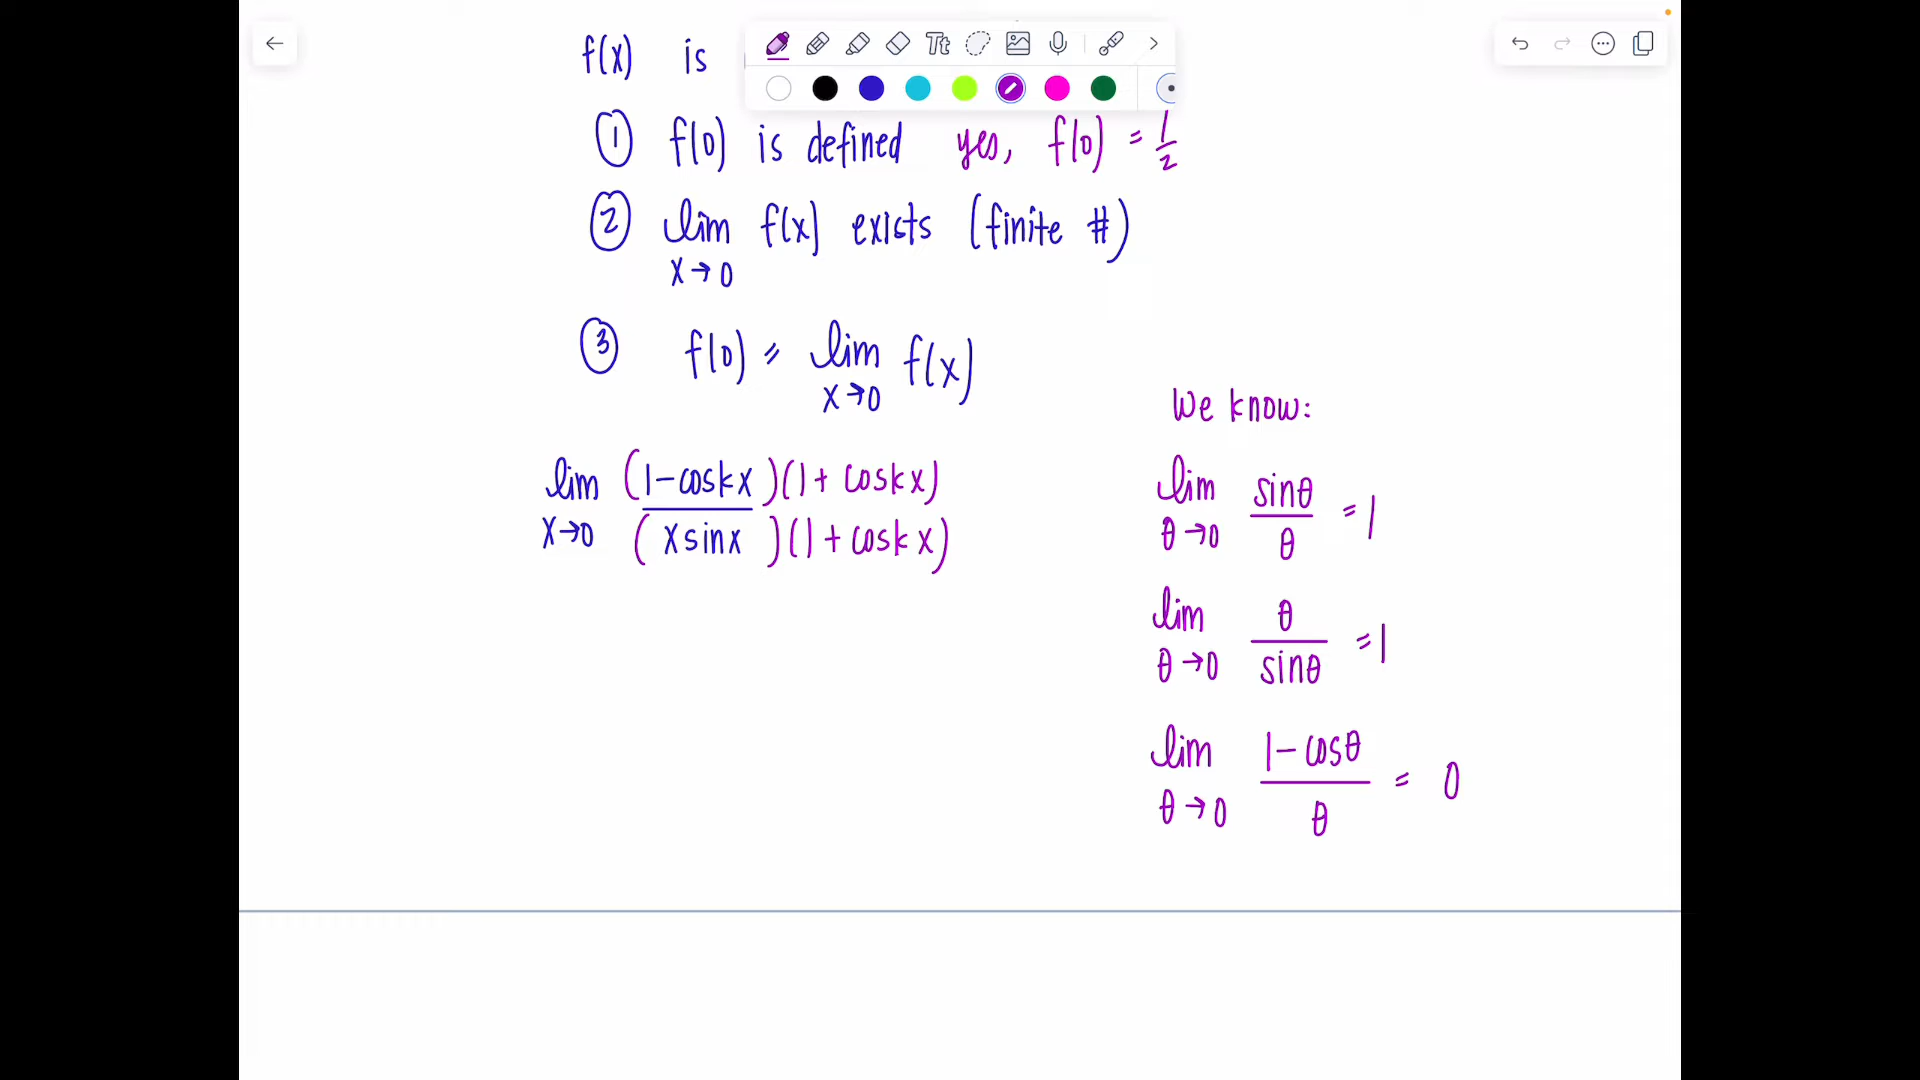 Tt
f(x) is
① f(0) is defined yes, f(0) = 1/2
② lim f(x) exists (finite #)
x→0
③ f(0) = lim f(x)
x→0
We know:
lim (1-coskx)(1+coskx)
x→0 (xsinx)(1+coskx)
lim sinθ = 1
θ→0 θ
lim θ = 1
θ→0 sinθ
lim 1-cosθ = 0
θ→0 θ